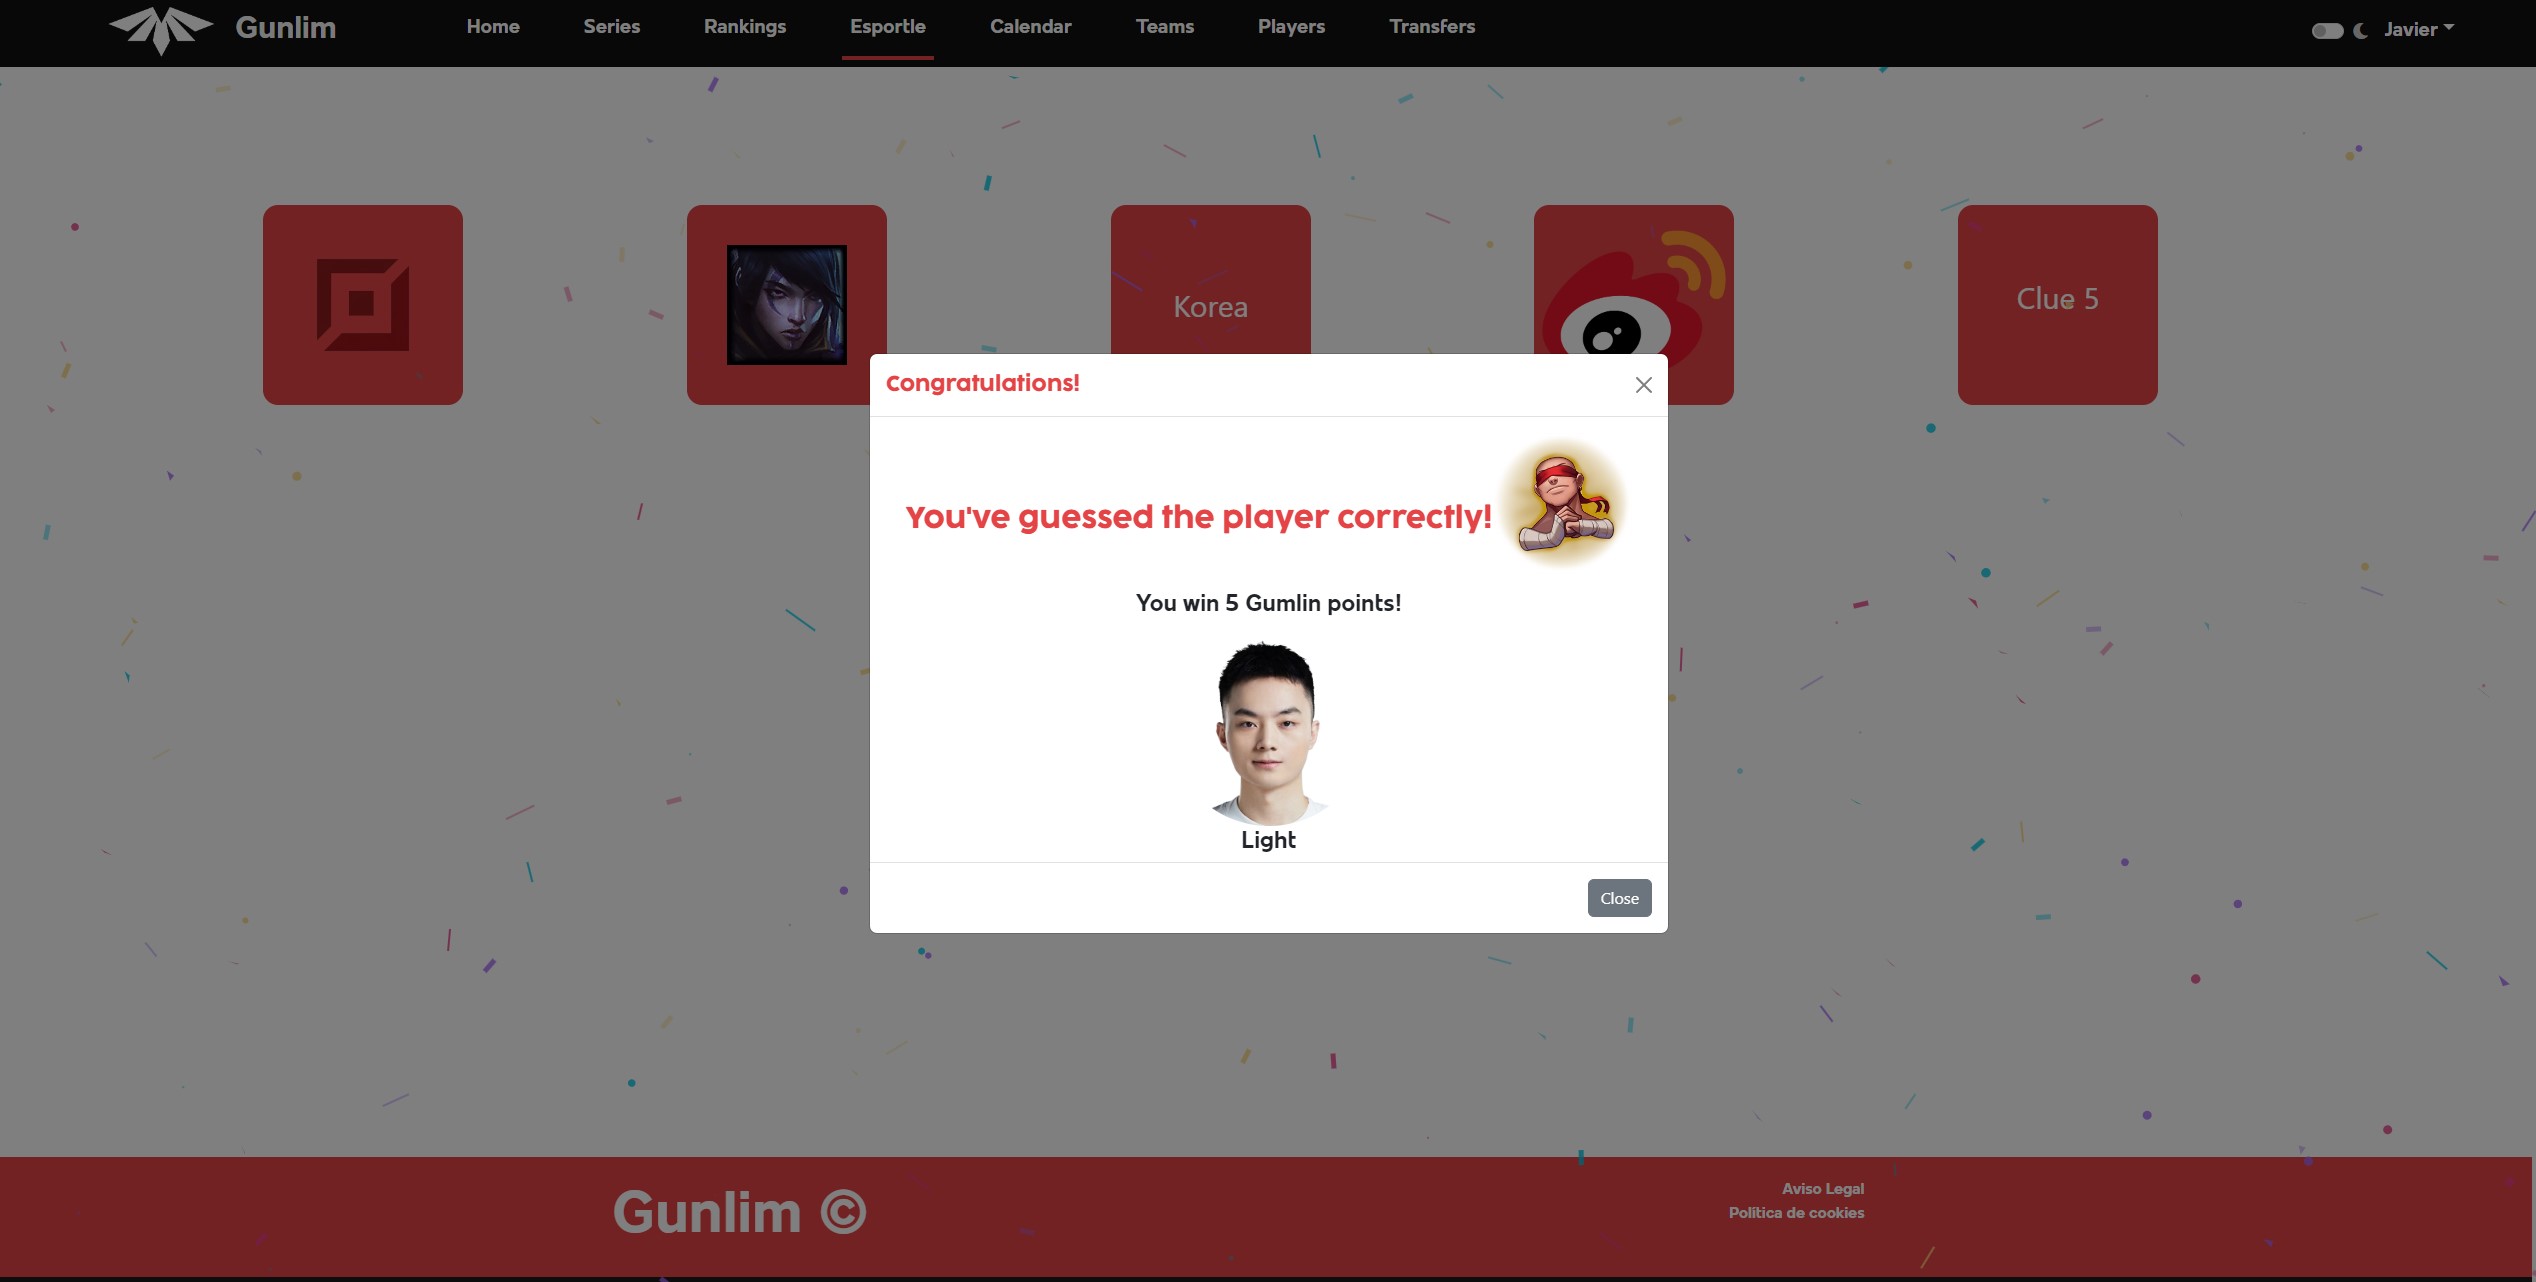 Gunlim
Home
Series
Rankings
Esportle
Calendar
Teams
Players
Transfers
Javier
Korea
Clue 5
Congratulations!
You've guessed the player correctly!
You win 5 Gumlin points!
Light
Close
Gunlim ©
Aviso Legal
Política de cookies